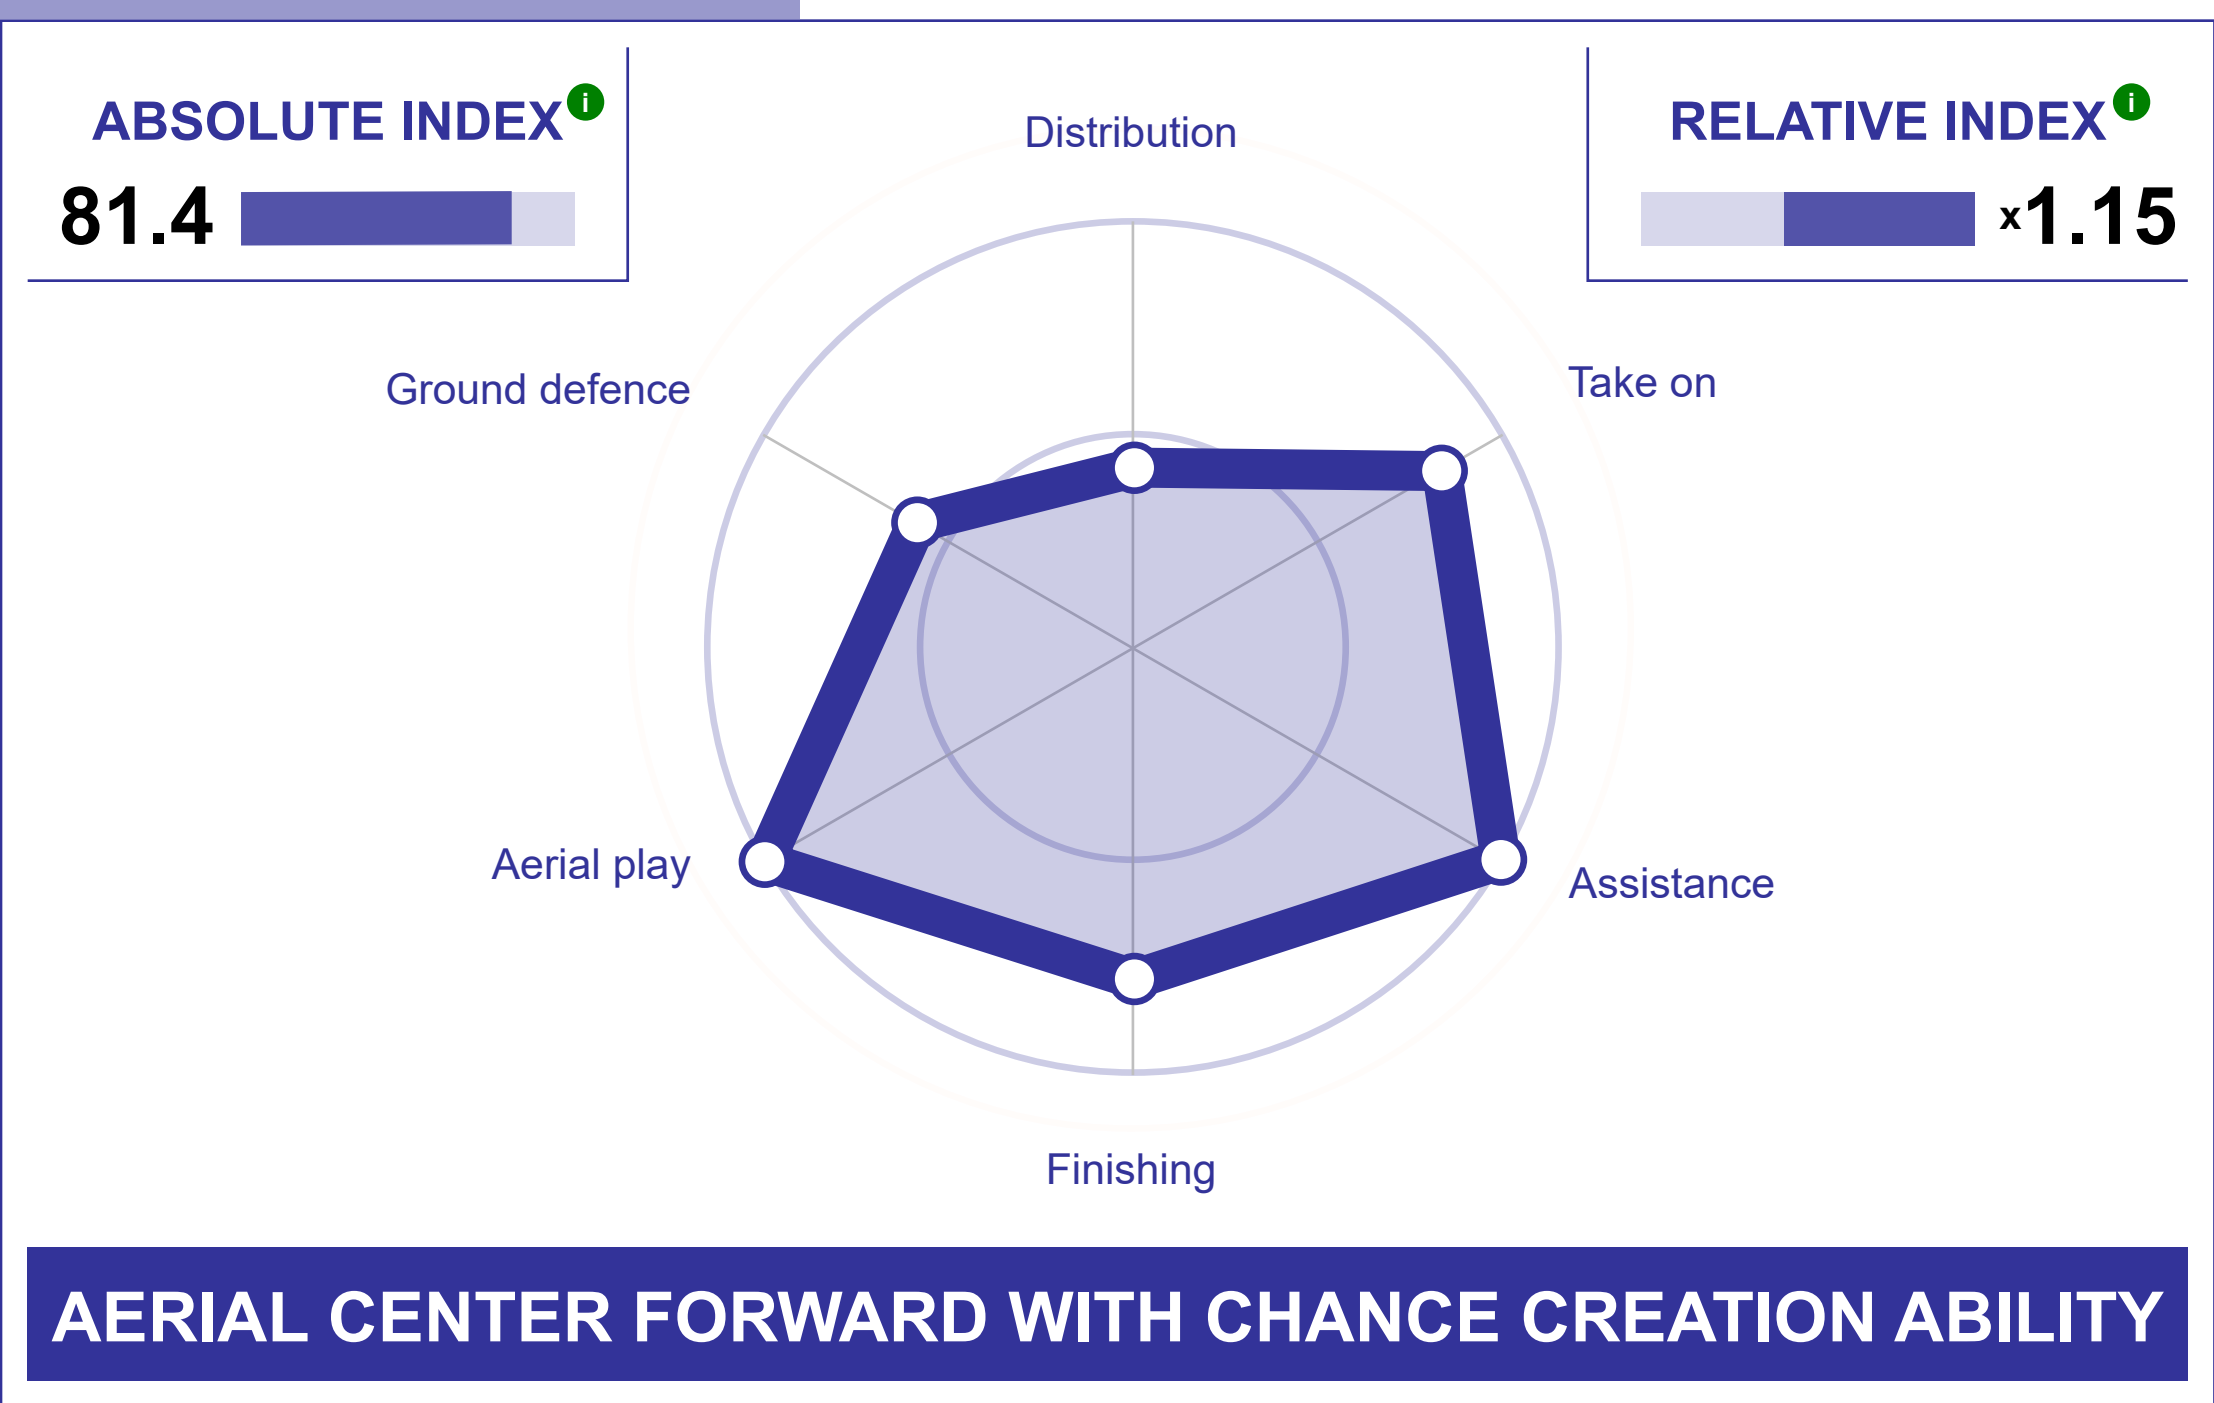 ABSOLUTE INDEX i
81.4
RELATIVE INDEX i
x1.15
Distribution
Take on
Ground defence
Aerial play
Assistance
Finishing
AERIAL CENTER FORWARD WITH CHANCE CREATION ABILITY